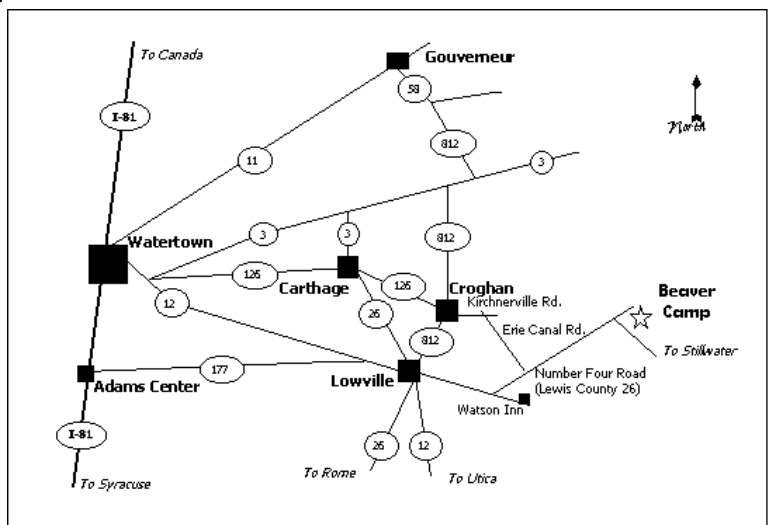 To Canada
Gouverneur
58
I-81
North
812
11
3
3
3
812
Watertown
126
Carthage
126
Croghan
Kirchnerville Rd.
Beaver
Camp
12
26
Erie Canal Rd.
812
To Stillwater
177
Adams Center
Lowville
Number Four Road
(Lewis County 26)
Watson Inn
I-81
26
12
To Rome
To Utica
To Syracuse